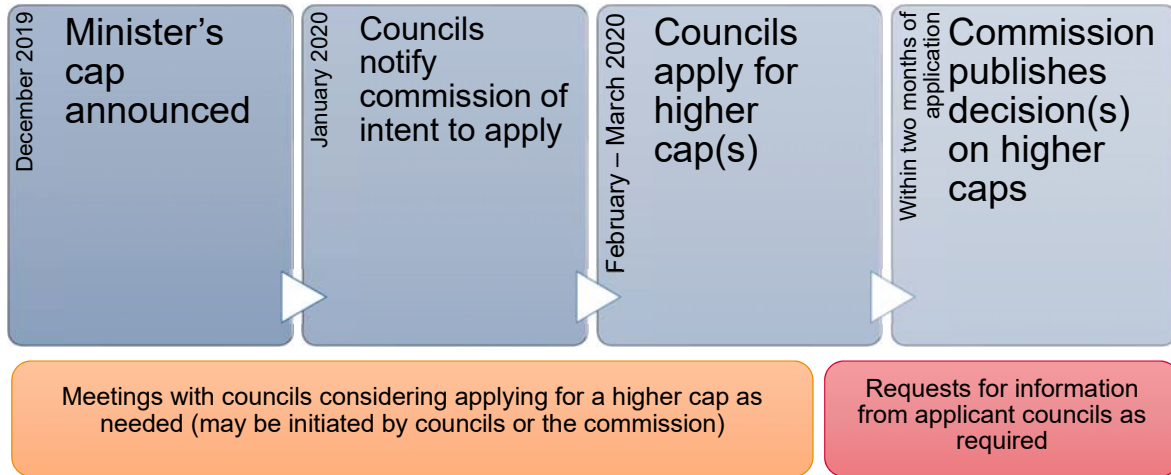 December 2019
Minister’s
cap
announced
January 2020
Councils
notify
commission of
intent to apply
February – March 2020
Councils
apply for
higher
cap(s)
Within two months of
application
Commission
publishes
decision(s)
on higher
caps
Meetings with councils considering applying for a higher cap as
needed (may be initiated by councils or the commission)
Requests for information
from applicant councils as
required